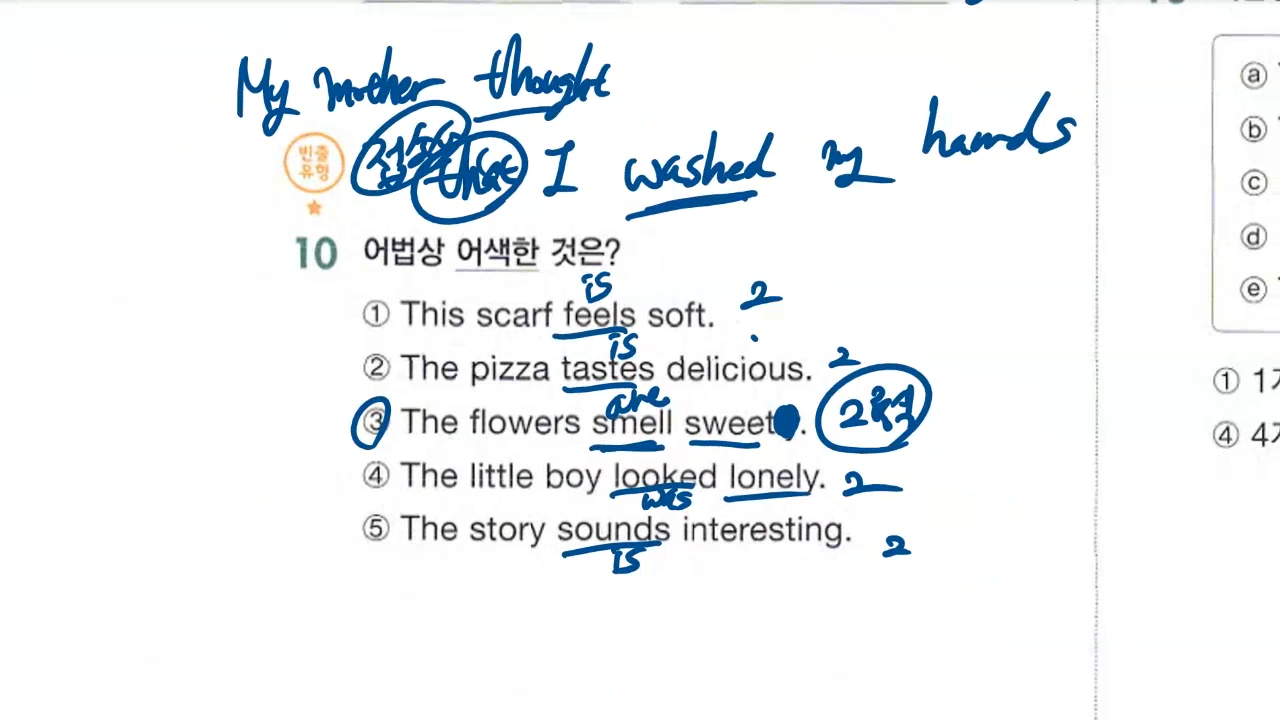 My mother thought
접속사 that I washed my hands
빈출
유형
10 어법상 어색한 것은?
is
① This scarf feels soft. 2
is
② The pizza tastes delicious. 2
are
③ The flowers smell sweet. 2형식
④ The little boy looked lonely. 2
was
⑤ The story sounds interesting. 2
is
ⓐ
ⓑ
ⓒ
ⓓ
ⓔ
① 1
④ 4